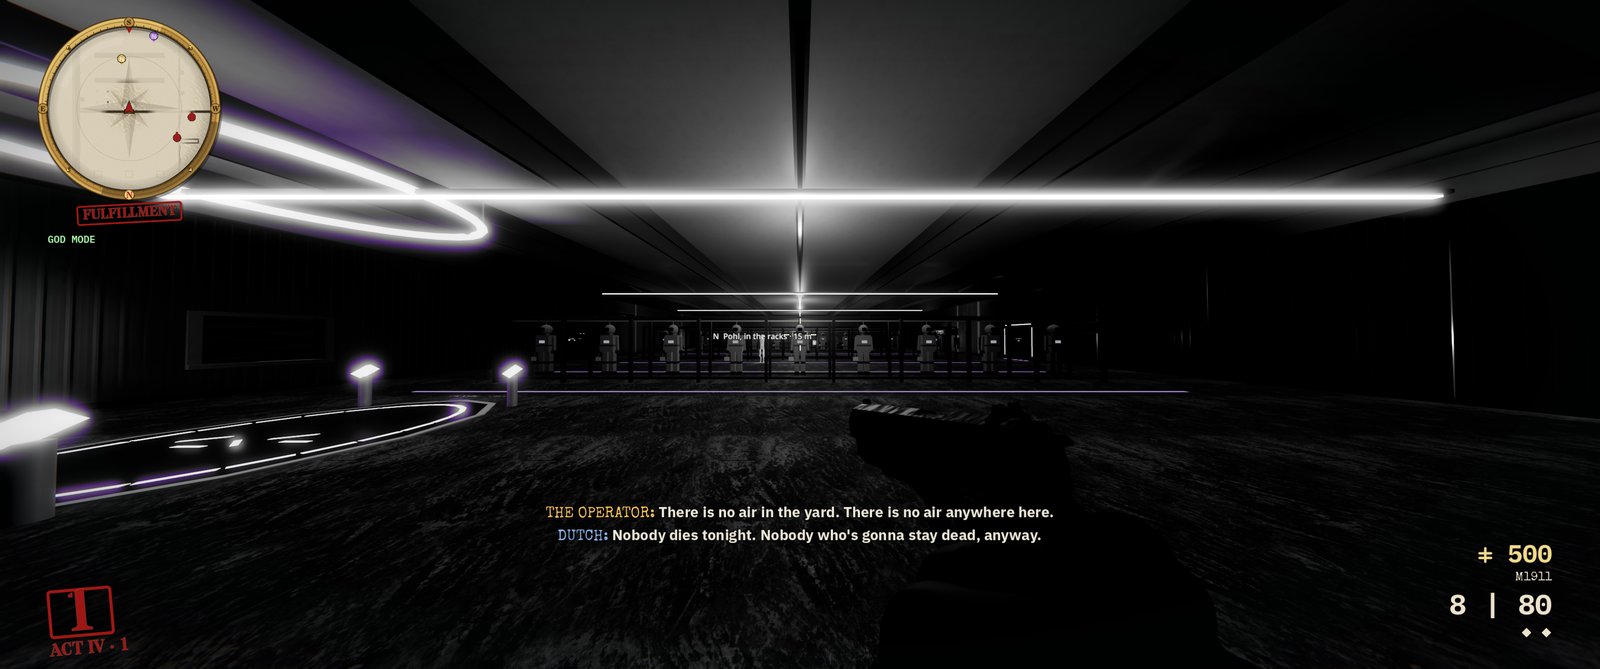 S
E
W
N
FULFILLMENT
GOD MODE
N Pohl, in the racks · 15 m
THE OPERATOR: There is no air in the yard. There is no air anywhere here.
DUTCH: Nobody dies tonight. Nobody who's gonna stay dead, anyway.
500
M1911
8 | 80
1
ACT IV · 1